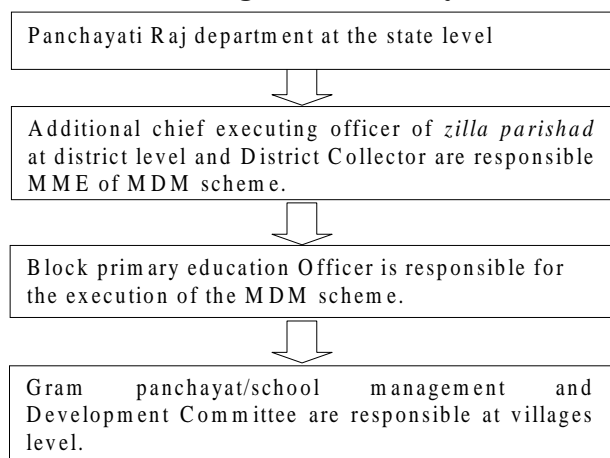 Panchayati Raj department at the state level
Additional chief executing officer of zilla parishad
at district level and District Collector are responsible
MME of MDM scheme.
Block primary education Officer is responsible for
the execution of the MDM scheme.
Gram panchayat/school management and
Development Committee are responsible at villages
level.